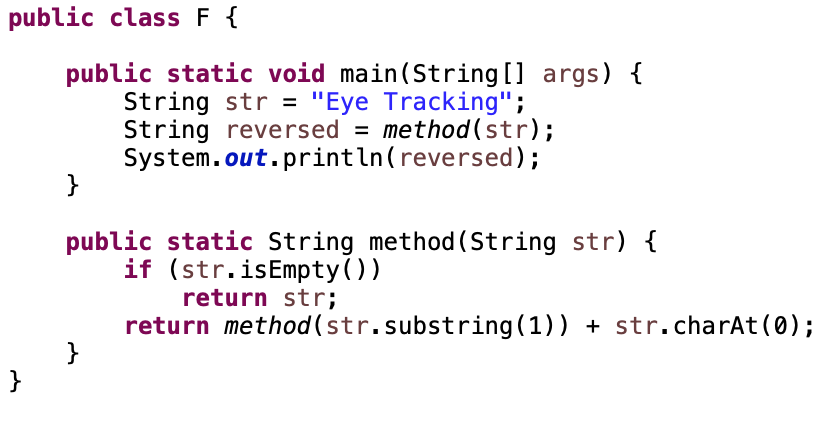 public class F {
    public static void main(String[] args) {
        String str = "Eye Tracking";
        String reversed = method(str);
        System.out.println(reversed);
    }
    public static String method(String str) {
        if (str.isEmpty())
            return str;
        return method(str.substring(1)) + str.charAt(0);
    }
}